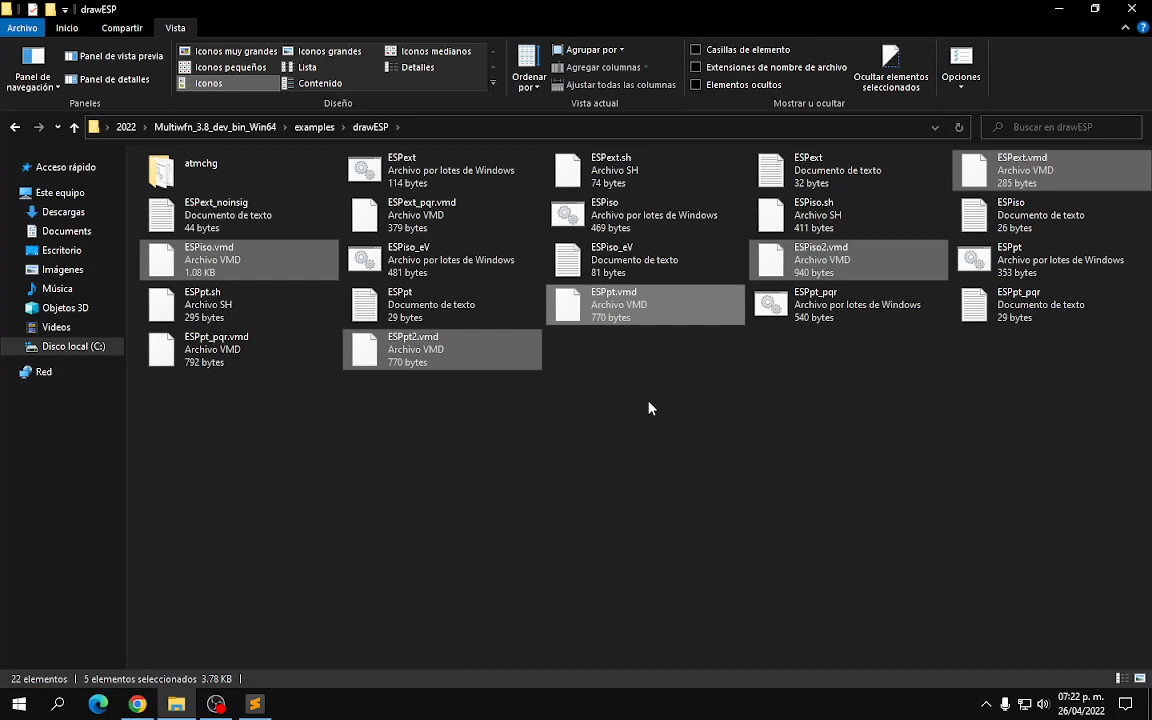 drawESP
Archivo
Inicio
Compartir
Vista
Panel de navegación
Panel de vista previa
Panel de detalles
Paneles
Iconos muy grandes
Iconos grandes
Iconos medianos
Iconos pequeños
Lista
Detalles
Iconos
Contenido
Diseño
Ordenar por
Agrupar por
Agregar columnas
Ajustar todas las columnas
Vista actual
Casillas de elemento
Extensiones de nombre de archivo
Elementos ocultos
Ocultar elementos seleccionados
Mostrar u ocultar
Opciones
2022 > Multiwfn_3.8_dev_bin_Win64 > examples > drawESP >
Buscar en drawESP
Acceso rápido
Este equipo
Descargas
Documents
Escritorio
Imágenes
Música
Objetos 3D
Videos
Disco local (C:)
Red
atmchg
ESPext
Archivo por lotes de Windows
114 bytes
ESPext.sh
Archivo SH
74 bytes
ESPext
Documento de texto
32 bytes
ESPext.vmd
Archivo VMD
285 bytes
ESPext_noinsig
Documento de texto
44 bytes
ESPext_pqr.vmd
Archivo VMD
379 bytes
ESPiso
Archivo por lotes de Windows
469 bytes
ESPiso.sh
Archivo SH
411 bytes
ESPiso
Documento de texto
26 bytes
ESPiso.vmd
Archivo VMD
1.08 KB
ESPiso_eV
Archivo por lotes de Windows
481 bytes
ESPiso_eV
Documento de texto
81 bytes
ESPiso2.vmd
Archivo VMD
940 bytes
ESPpt
Archivo por lotes de Windows
353 bytes
ESPpt.sh
Archivo SH
295 bytes
ESPpt
Documento de texto
29 bytes
ESPpt.vmd
Archivo VMD
770 bytes
ESPpt_pqr
Archivo por lotes de Windows
540 bytes
ESPpt_pqr
Documento de texto
29 bytes
ESPpt_pqr.vmd
Archivo VMD
792 bytes
ESPpt2.vmd
Archivo VMD
770 bytes
22 elementos
5 elementos seleccionados 3.78 KB
07:22 p. m.
26/04/2022